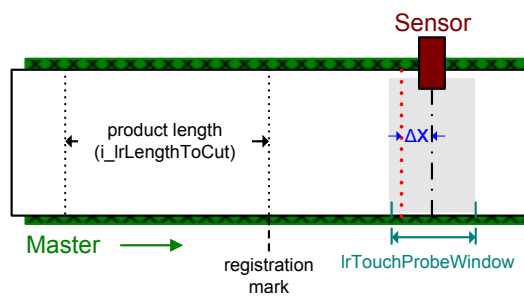 Sensor
product length
(i_lrLengthToCut)
ΔX
Master
registration
mark
lrTouchProbeWindow